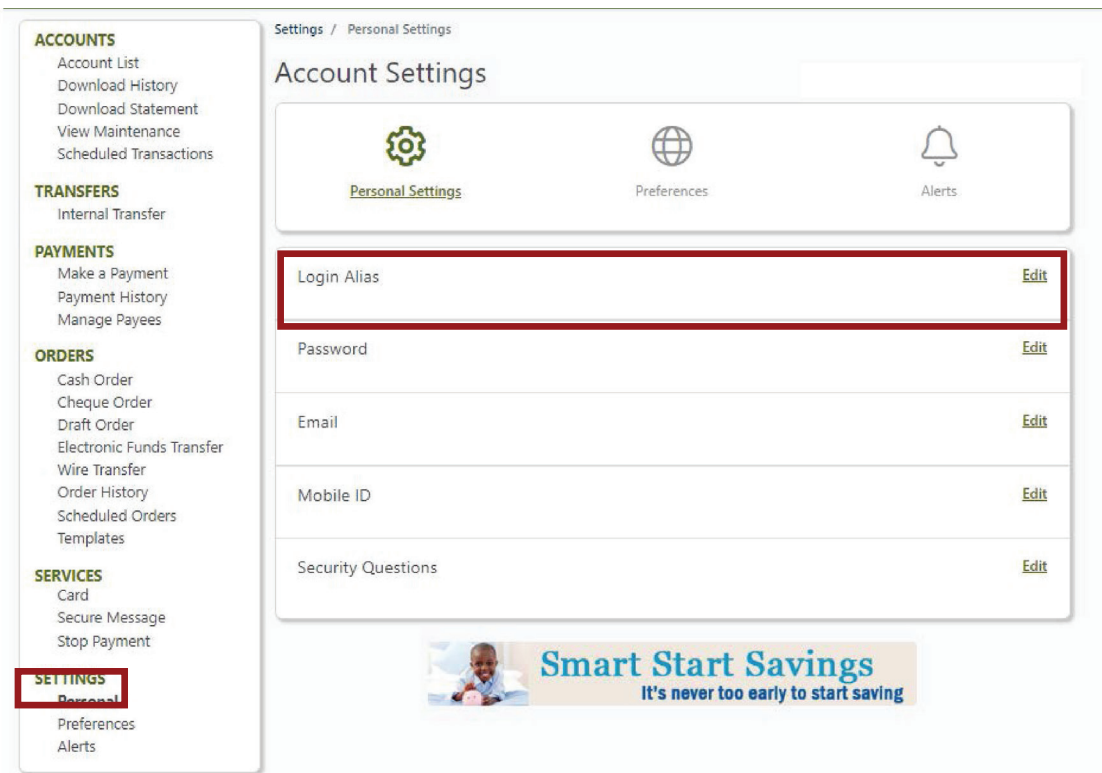 ACCOUNTS
Account List
Download History
Download Statement
View Maintenance
Scheduled Transactions
TRANSFERS
Internal Transfer
PAYMENTS
Make a Payment
Payment History
Manage Payees
ORDERS
Cash Order
Cheque Order
Draft Order
Electronic Funds Transfer
Wire Transfer
Order History
Scheduled Orders
Templates
SERVICES
Card
Secure Message
Stop Payment
SETTINGS
Personal
Preferences
Alerts
Settings / Personal Settings
Account Settings
Personal Settings Preferences Alerts
Login Alias Edit
Password Edit
Email Edit
Mobile ID Edit
Security Questions Edit
Smart Start Savings
It's never too early to start saving